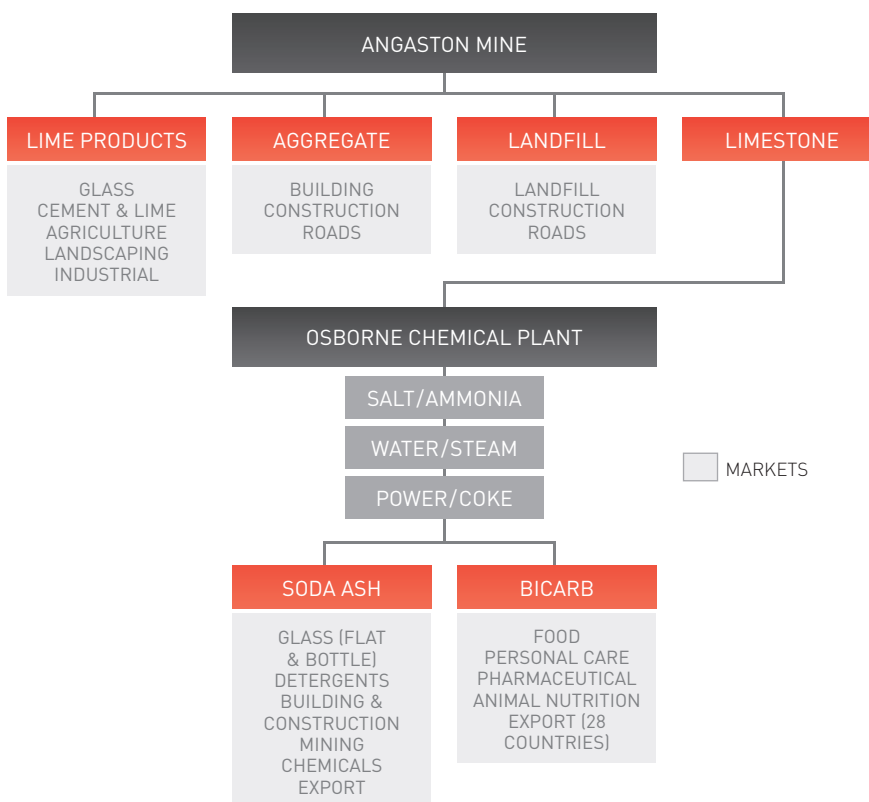 ANGASTON MINE
LIME PRODUCTS
GLASS
CEMENT & LIME
AGRICULTURE
LANDSCAPING
INDUSTRIAL
AGGREGATE
BUILDING
CONSTRUCTION
ROADS
LANDFILL
LANDFILL
CONSTRUCTION
ROADS
LIMESTONE
OSBORNE CHEMICAL PLANT
SALT/AMMONIA
WATER/STEAM
POWER/COKE
MARKETS
SODA ASH
GLASS (FLAT
& BOTTLE)
DETERGENTS
BUILDING &
CONSTRUCTION
MINING
CHEMICALS
EXPORT
BICARB
FOOD
PERSONAL CARE
PHARMACEUTICAL
ANIMAL NUTRITION
EXPORT (28
COUNTRIES)